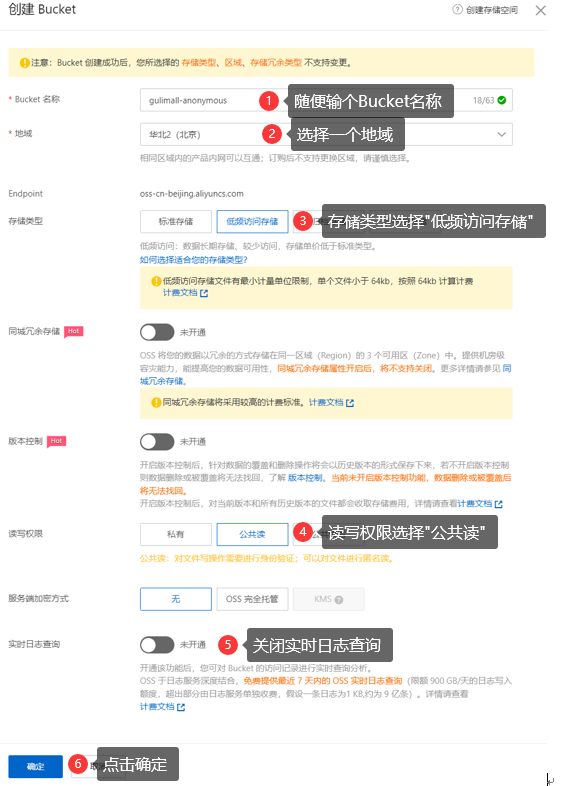 创建 Bucket
创建存储空间
注意：Bucket 创建成功后，您所选择的 存储类型、区域、存储冗余类型 不支持变更。
* Bucket 名称
gulimall-anonymous
1 随便输个Bucket名称
18/63
* 地域
华北2（北京）
2 选择一个地域
相同区域内的产品内网可以互通；订购后不支持更换区域，请谨慎选择。
Endpoint
oss-cn-beijing.aliyuncs.com
存储类型
标准存储
低频访问存储
3 存储类型选择"低频访问存储"
低频访问：数据长期存储、较少访问，存储单价低于标准类型。
如何选择适合您的存储类型？
低频访问存储文件有最小计量单位限制，单个文件小于 64kb，按照 64kb 计算计费
计费文档
同城冗余存储 Hot
未开通
OSS 将您的数据以冗余的方式存储在同一区域（Region）的 3 个可用区（Zone）中。提供机房级
容灾能力，能提高您的数据可用性，同城冗余存储属性开启后，将不支持关闭。更多详情请参见 同
城冗余存储。
同城冗余存储将采用较高的计费标准。计费文档
版本控制 Hot
未开通
开启版本控制后，针对数据的覆盖和删除操作将会以历史版本的形式保存下来，若不开启版本控制
则数据删除或被覆盖将无法找回，了解 版本控制。当前未开启版本控制功能，数据删除或被覆盖后
将无法找回。
开启版本控制后，对当前版本和所有历史版本的文件都会收取存储费用，详情请查看计费文档
读写权限
私有
公共读
4 读写权限选择"公共读"
公共读：对文件写操作需要进行身份验证；可以对文件进行匿名读。
服务端加密方式
无
OSS 完全托管
KMS
实时日志查询
未开通
5 关闭实时日志查询
开通该功能后，您可对 Bucket 的访问记录进行实时查询分析。
OSS 于日志服务深度结合，免费提供最近 7 天内的 OSS 实时日志查询（限额 900 GB/天的日志写入
额度，超出部分由日志服务单独收费，假设一条日志为1 KB,约为 9 亿条）。详情请查看
计费文档
确定
6 点击确定